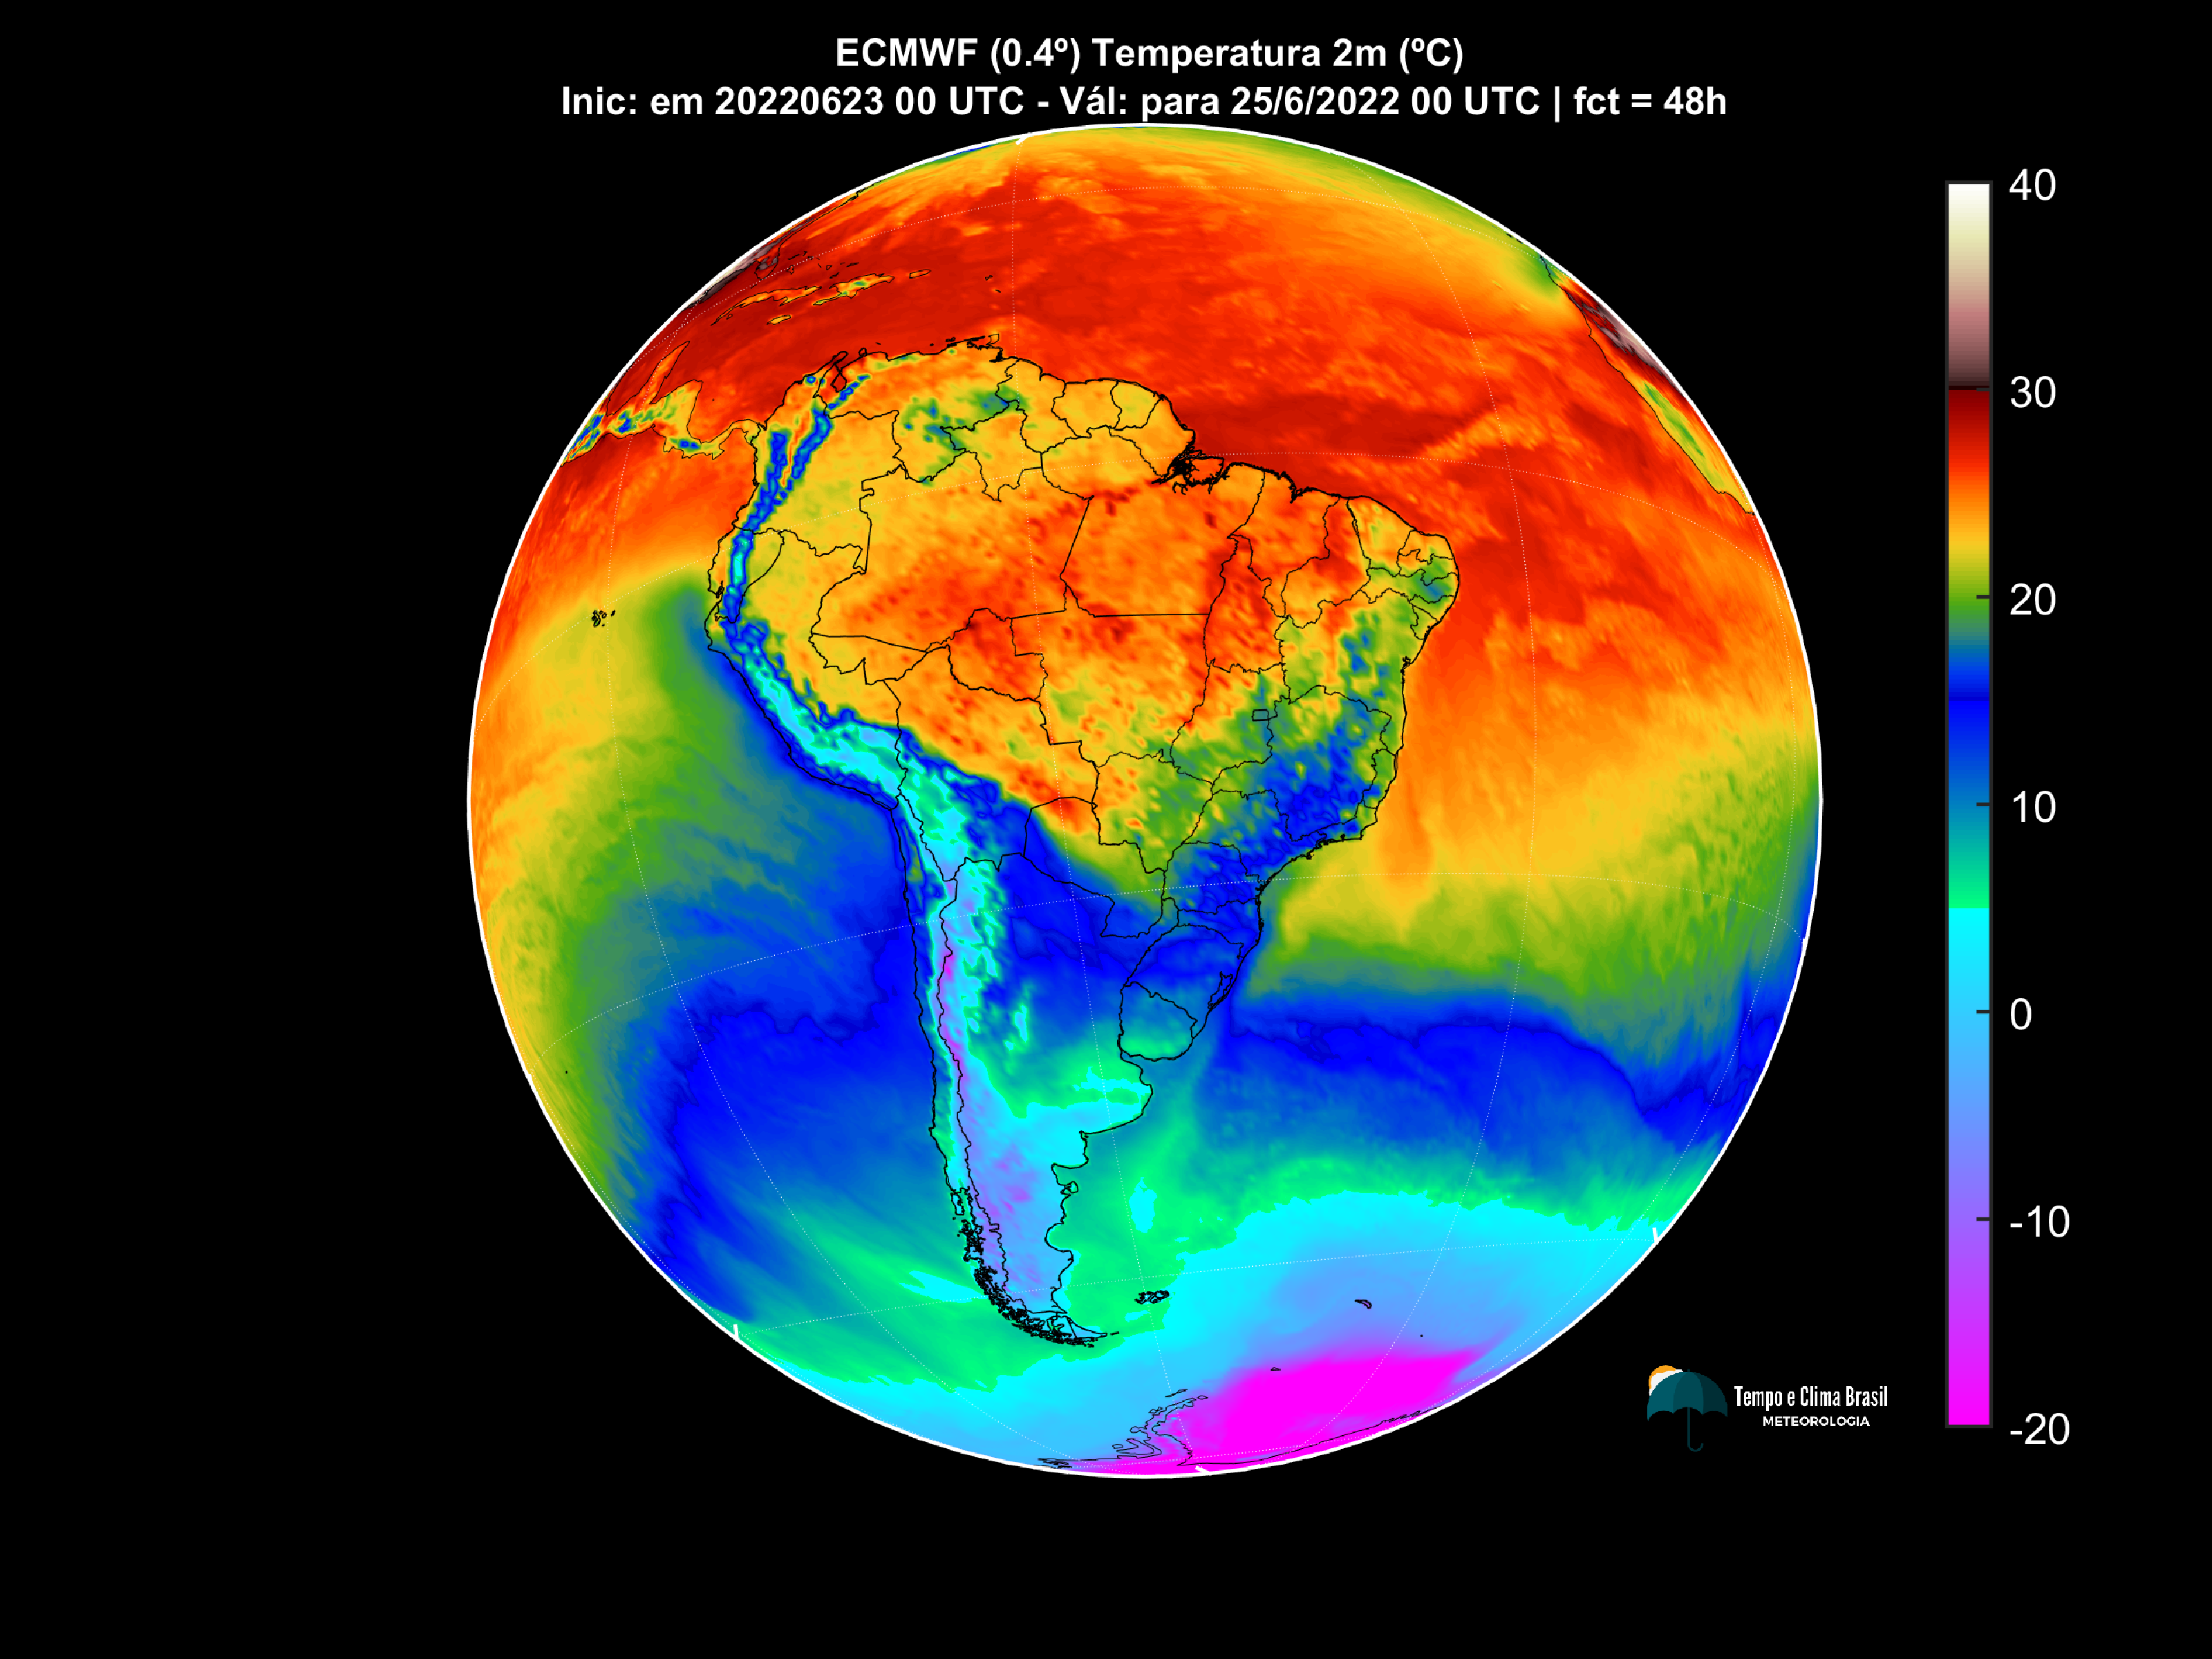 ECMWF (0.4º) Temperatura 2m (ºC)
Inic: em 20220623 00 UTC - Vál: para 25/6/2022 00 UTC | fct = 48h
40
30
20
10
0
-10
-20
Tempo e Clima Brasil
METEOROLOGIA